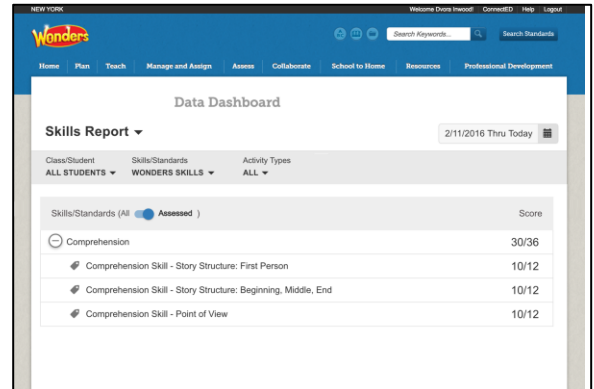 NEW YORK Welcome Dvora Inwood! ConnectED Help Logout
Wonders
Search Keywords... Search Standards
Home Plan Teach Manage and Assign Assess Collaborate School to Home Resources Professional Development
Data Dashboard
Skills Report 2/11/2016 Thru Today
Class/Student Skills/Standards Activity Types
ALL STUDENTS WONDERS SKILLS ALL
Skills/Standards (All Assessed ) Score
Comprehension 30/36
Comprehension Skill - Story Structure: First Person 10/12
Comprehension Skill - Story Structure: Beginning, Middle, End 10/12
Comprehension Skill - Point of View 10/12